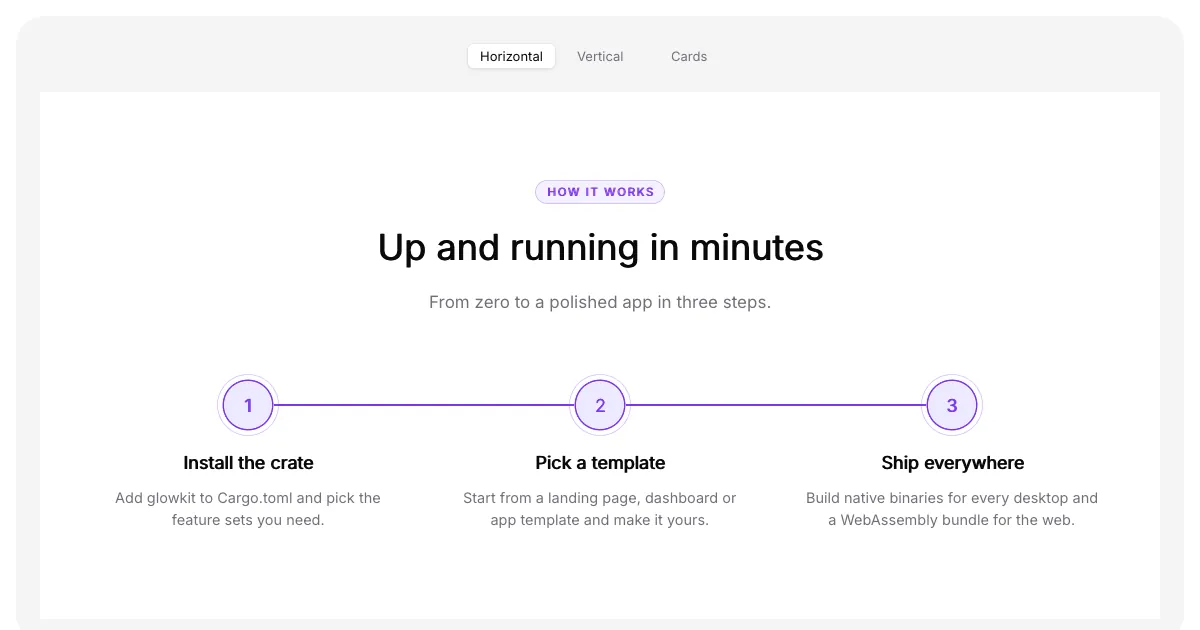 Horizontal
Vertical
Cards
HOW IT WORKS
Up and running in minutes
From zero to a polished app in three steps.
1
2
3
Install the crate
Add glowkit to Cargo.toml and pick the
feature sets you need.
Pick a template
Start from a landing page, dashboard or
app template and make it yours.
Ship everywhere
Build native binaries for every desktop and
a WebAssembly bundle for the web.